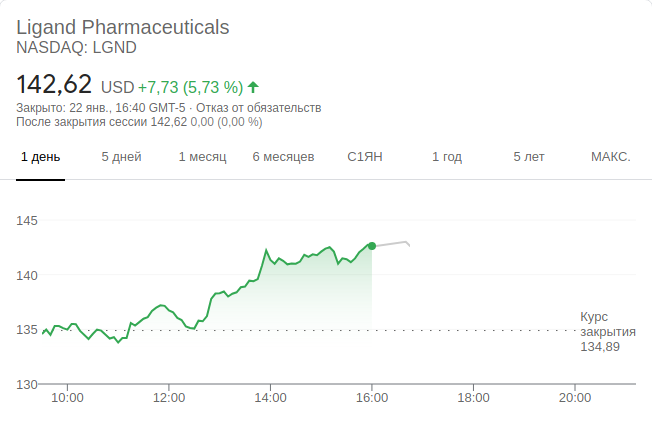 Ligand Pharmaceuticals
NASDAQ: LGND
142,62 USD +7,73 (5,73 %)
Закрыто: 22 янв., 16:40 GMT-5 · Отказ от обязательств
После закрытия сессии 142,62 0,00 (0,00 %)
1 день 5 дней 1 месяц 6 месяцев С1ЯН 1 год 5 лет МАКС.
145
140
Курс
135 закрытия
134,89
130
10:00 12:00 14:00 16:00 18:00 20:00